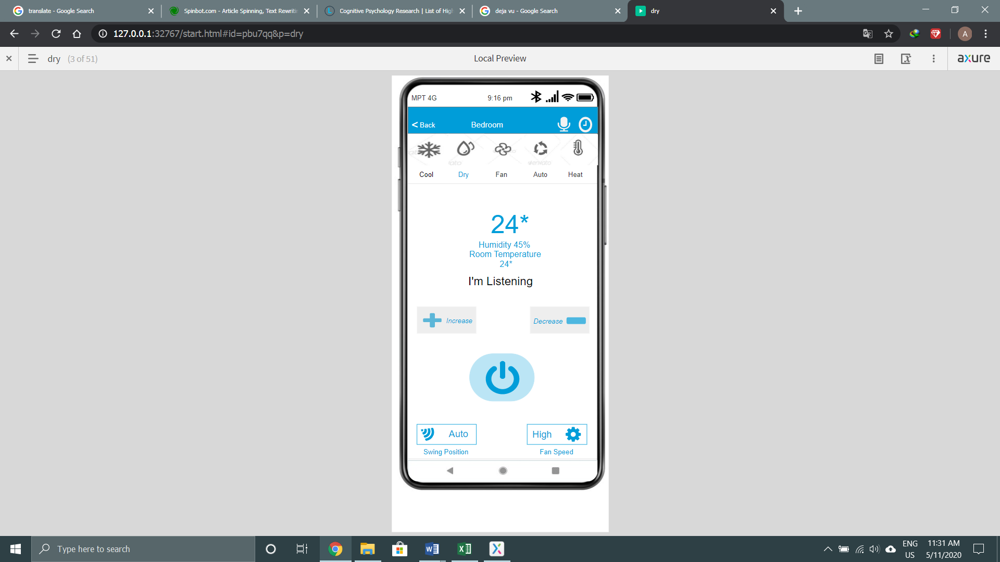 translate - Google Search
Spinbot.com - Article Spinning, Text Rewritin
Cognitive Psychology Research | List of High
deja vu - Google Search
dry
127.0.0.1:32767/start.html#id=pbu7qq&p=dry
A
dry (3 of 51)
Local Preview
axure
MPT 4G
9:16 pm
< Back
Bedroom
Cool
Dry
Fan
Auto
Heat
24*
Humidity 45%
Room Temperature
24*
I'm Listening
Increase
Decrease
Auto
High
Swing Position
Fan Speed
Type here to search
ENG
US
11:31 AM
5/11/2020